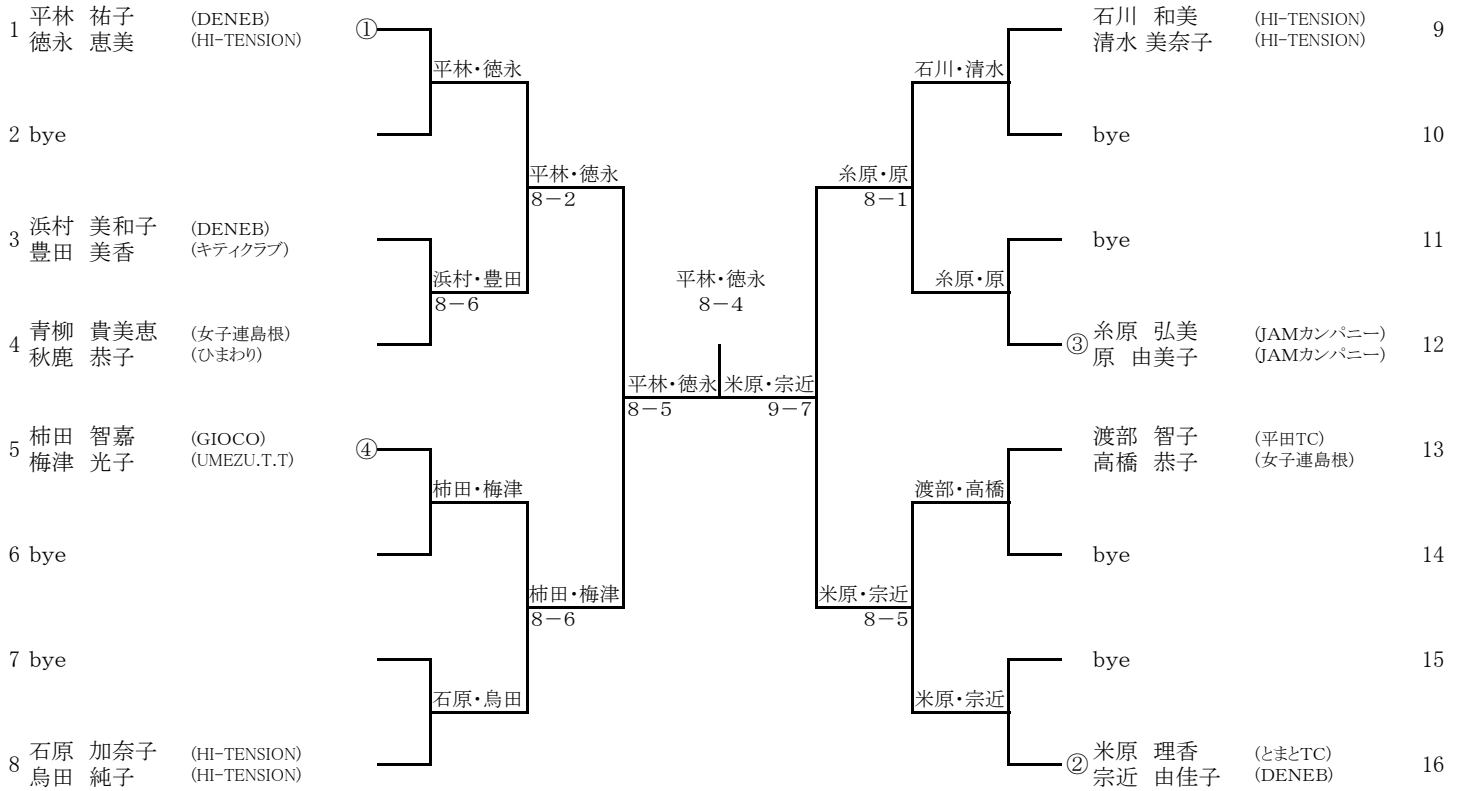 1 平林 祐子 (DENEB) ①
徳永 恵美 (HI-TENSION)
平林・徳永
2 bye
平林・徳永
8－2
3 浜村 美和子 (DENEB)
豊田 美香 (キティクラブ)
浜村・豊田
8－6
4 青柳 貴美恵 (女子連島根)
秋鹿 恭子 (ひまわり)
平林・徳永
8－5
5 柿田 智嘉 (GIOCO) ④
梅津 光子 (UMEZU.T.T)
柿田・梅津
6 bye
柿田・梅津
8－6
7 bye
石原・烏田
8 石原 加奈子 (HI-TENSION)
烏田 純子 (HI-TENSION)
平林・徳永
8－4
石川 和美 (HI-TENSION) 9
清水 美奈子 (HI-TENSION)
石川・清水
bye 10
糸原・原
8－1
bye 11
糸原・原
③ 糸原 弘美 (JAMカンパニー) 12
原 由美子 (JAMカンパニー)
米原・宗近
9－7
渡部 智子 (平田TC) 13
高橋 恭子 (女子連島根)
渡部・高橋
bye 14
米原・宗近
8－5
bye 15
米原・宗近
② 米原 理香 (とまとTC) 16
宗近 由佳子 (DENEB)